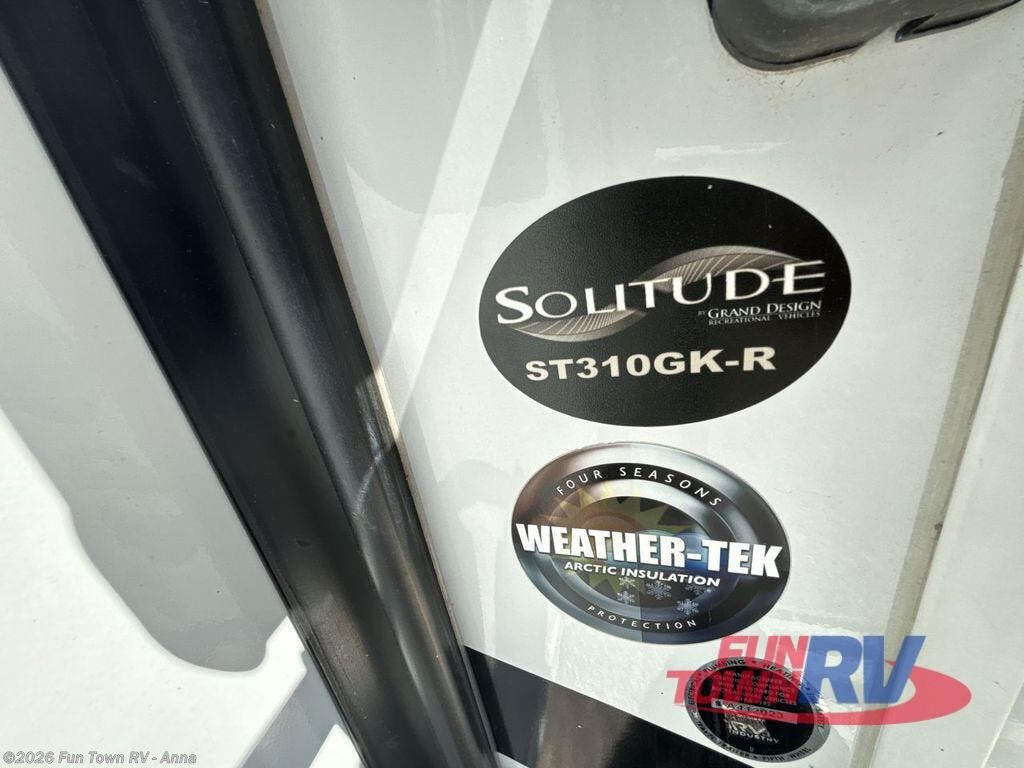 SOLITUDE
BY GRAND DESIGN
RECREATIONAL VEHICLES
ST310GK-R
FOUR SEASONS
WEATHER-TEK
ARCTIC INSULATION
PROTECTION
FUN
TOWN
RV
INDUSTRY
©2026 Fun Town RV - Anna